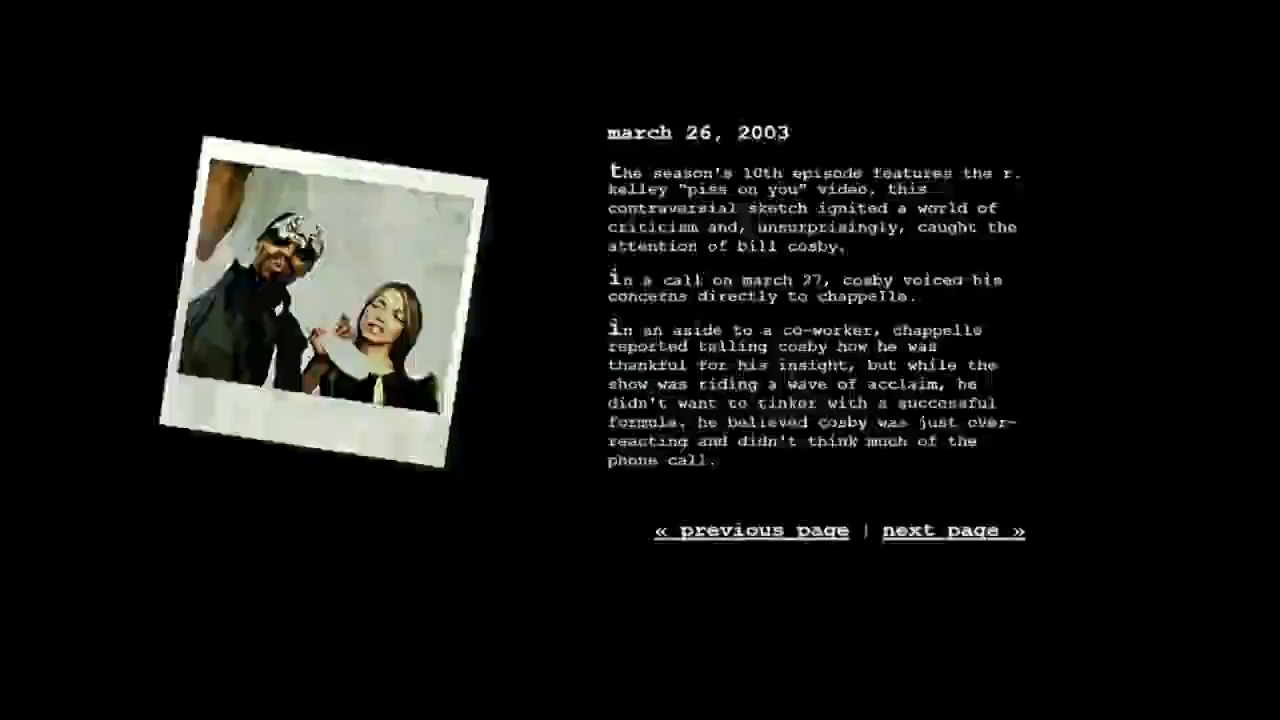 march 26, 2003
the season's 10th episode features the r.
kelley "piss on you" video, this
contraversial sketch ignited a world of
criticism and, unsurprisingly, caught the
attention of bill cosby.
in a call on march 27, cosby voiced his
concerns directly to chappelle.
in an aside to a co-worker, chappelle
reported telling cosby how he was
thankful for his insight, but while the
show was riding a wave of acclaim, he
didn't want to tinker with a successful
formula. he believed cosby was just over-
reacting and didn't think much of the
phone call.
« previous page | next page »